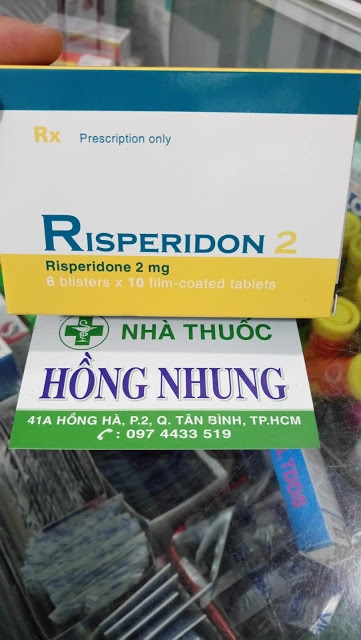 Rx Prescription only
RISPERIDON 2
Risperidone 2 mg
6 blisters x 10 film-coated tablets
NHÀ THUỐC
HỒNG NHUNG
41A HỒNG HÀ, P.2, Q. TÂN BÌNH, TP.HCM
: 097 4433 519